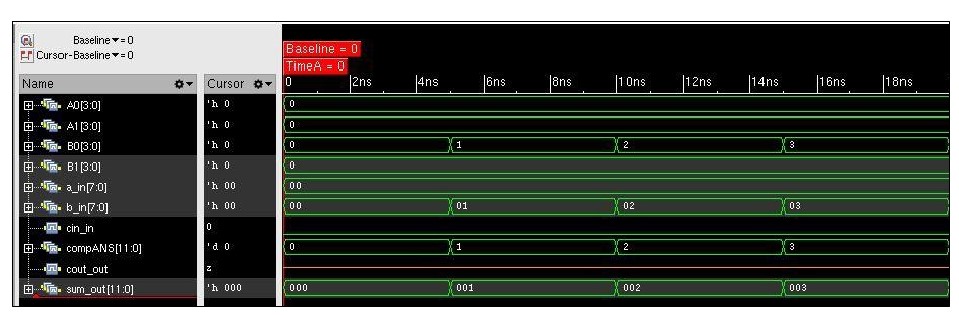 Baseline▼=0
Cursor-Baseline▼=0
Baseline = 0
TimeA = 0
Name Cursor 0 2ns 4ns 6ns 8ns 10ns 12ns 14ns 16ns 18ns
A0[3:0] 'h 0 0
A1[3:0] 'h 0 0
B0[3:0] 'h 0 0 1 2 3
B1[3:0] 'h 0 0
a_in[7:0] 'h 00 00
b_in[7:0] 'h 00 00 01 02 03
cin_in 0
compANS[11:0] 'd 0 0 1 2 3
cout_out z
sum_out[11:0] 'h 000 000 001 002 003